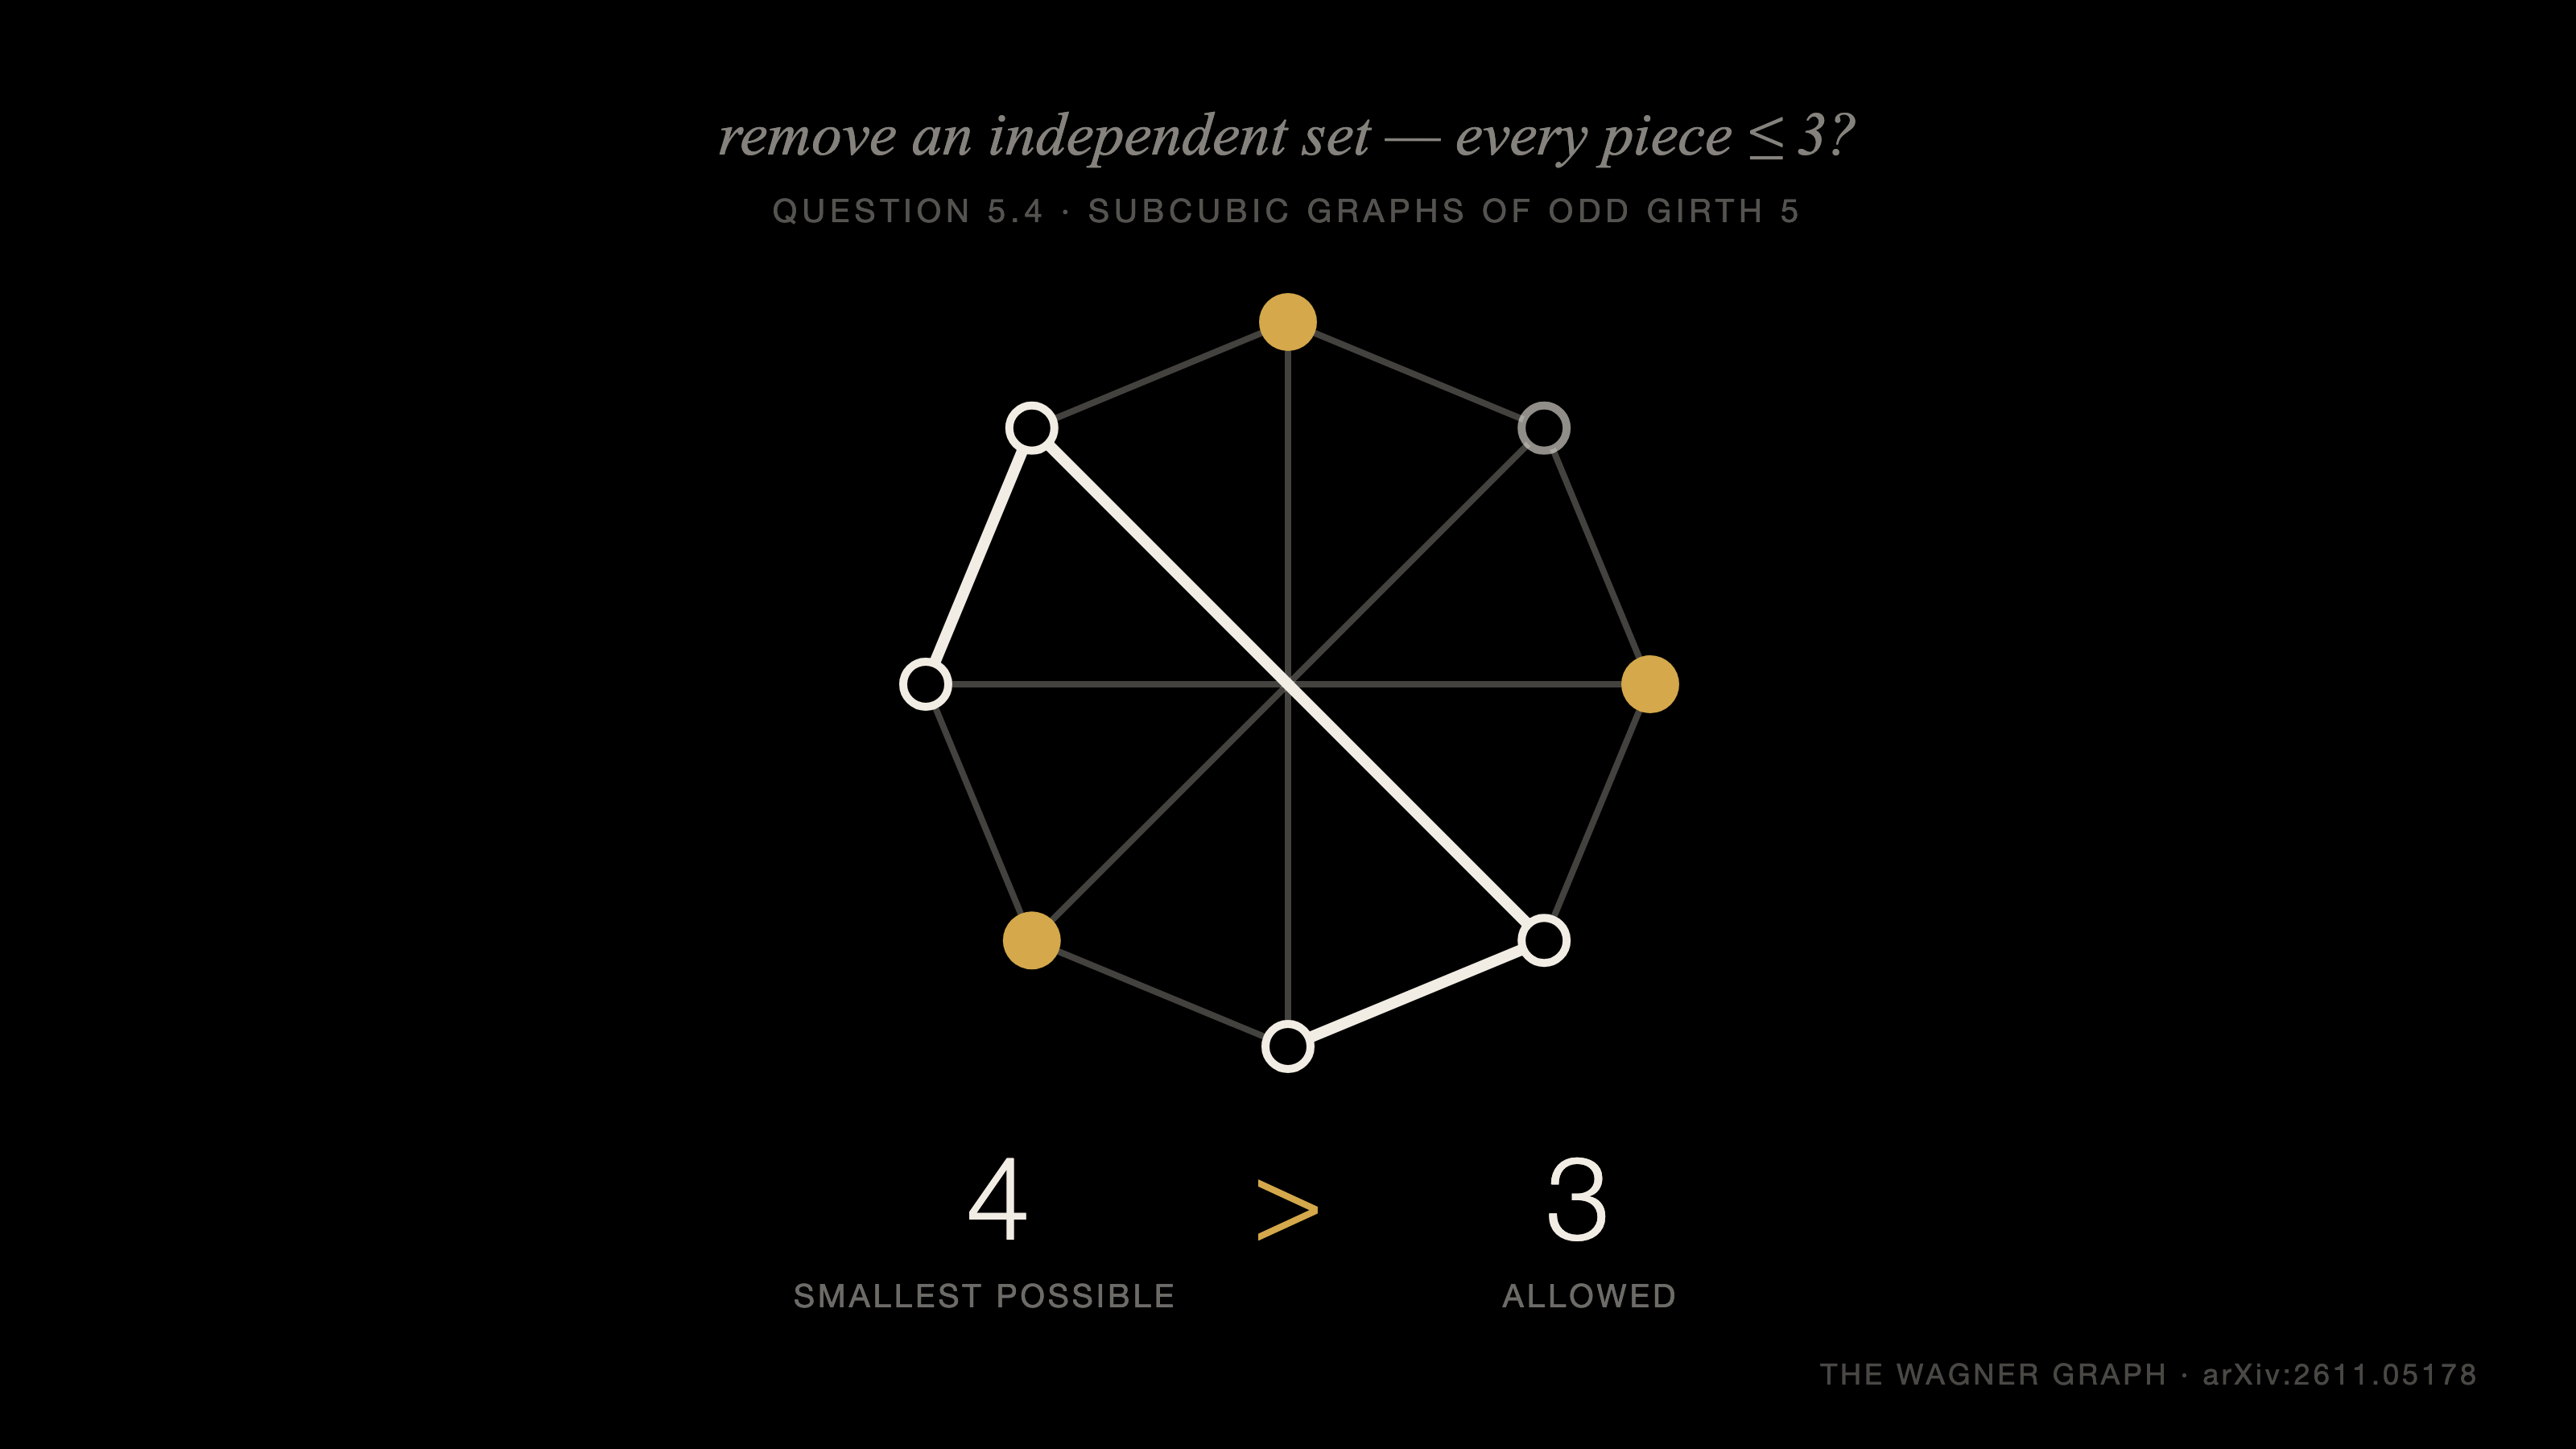 remove an independent set — every piece ≤ 3?
QUESTION 5.4 · SUBCUBIC GRAPHS OF ODD GIRTH 5
4 > 3
SMALLEST POSSIBLE ALLOWED
THE WAGNER GRAPH · arXiv:2611.05178